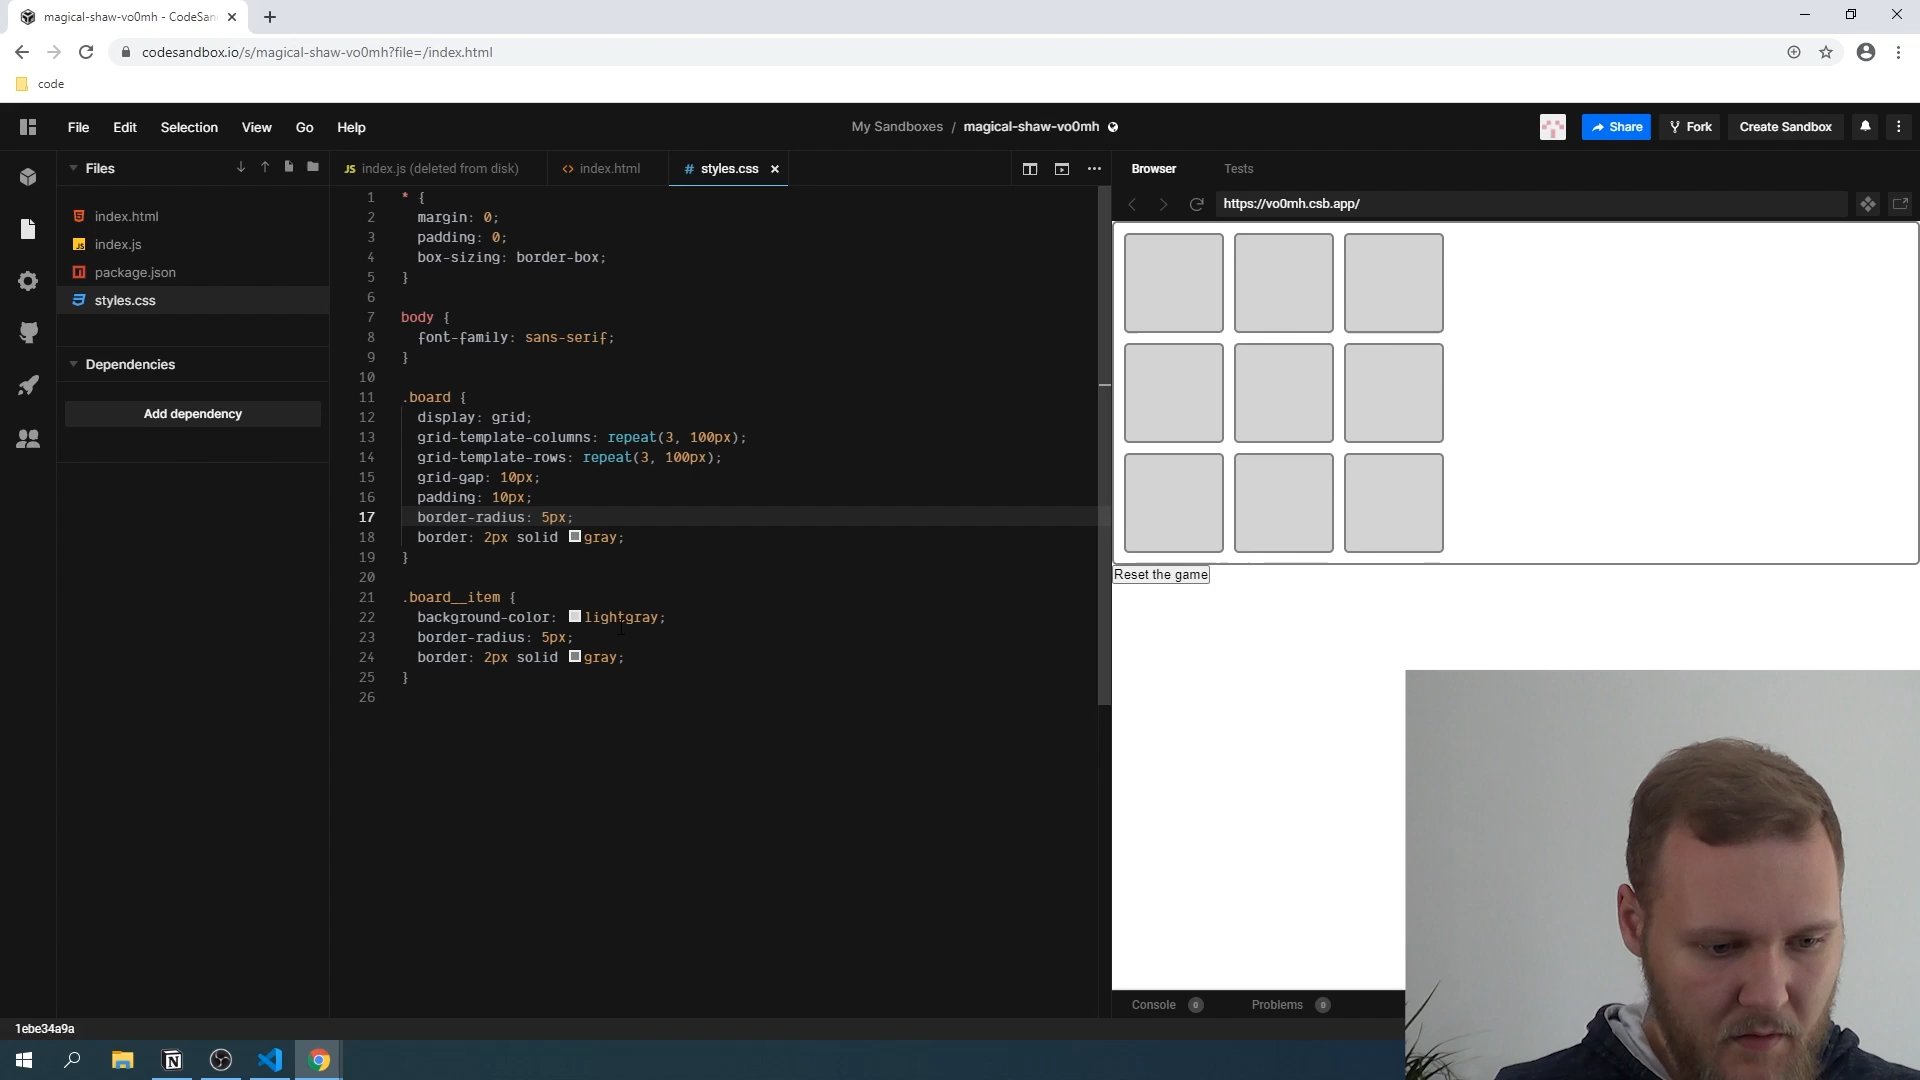 magical-shaw-vo0mh - CodeSan
codesandbox.io/s/magical-shaw-vo0mh?file=/index.html
code
File Edit Selection View Go Help
My Sandboxes / magical-shaw-vo0mh
Share
Fork
Create Sandbox
Files
index.html
index.js
package.json
styles.css
Dependencies
Add dependency
JS index.js (deleted from disk)
<> index.html
# styles.css
1 * {
2 margin: 0;
3 padding: 0;
4 box-sizing: border-box;
5 }
6
7 body {
8 font-family: sans-serif;
9 }
10
11 .board {
12 display: grid;
13 grid-template-columns: repeat(3, 100px);
14 grid-template-rows: repeat(3, 100px);
15 grid-gap: 10px;
16 padding: 10px;
17 border-radius: 5px;
18 border: 2px solid gray;
19 }
20
21 .board__item {
22 background-color: lightgray;
23 border-radius: 5px;
24 border: 2px solid gray;
25 }
26
Browser Tests
https://vo0mh.csb.app/
Reset the game
Console 0 Problems 0
1ebe34a9a